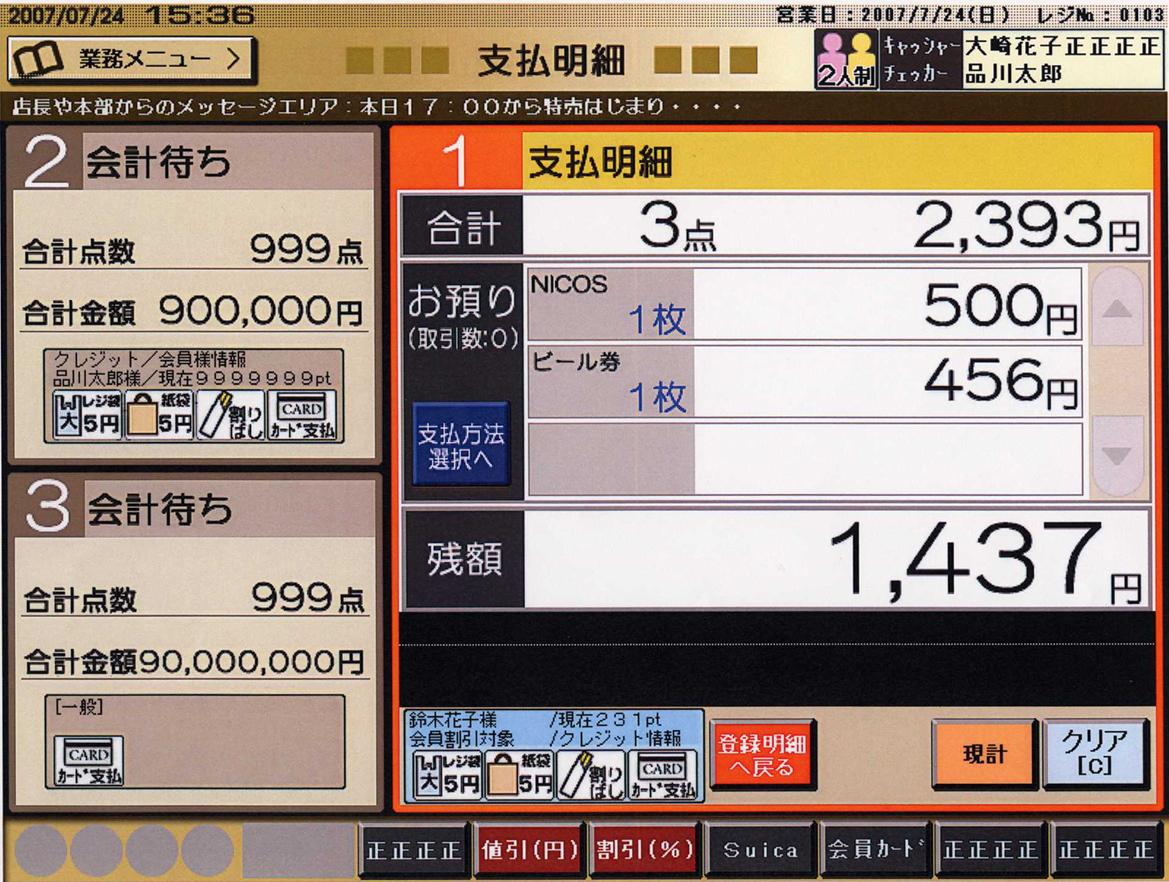 2007/07/24 15:36
営業日：2007/7/24(日) レジ№：0103
業務メニュー
支払明細
2人制
キャッシャー 大崎花子正正正正
チェッカー 品川太郎
店長や本部からのメッセージエリア：本日17：00から特売はじまり・・・・
2 会計待ち
合計点数 999点
合計金額 900,000円
クレジット／会員様情報
品川太郎様／現在9999999pt
大 レジ袋 5円
紙袋 5円
割りばし
CARD カード支払
3 会計待ち
合計点数 999点
合計金額90,000,000円
[一般]
CARD
カード支払
1 支払明細
合計 3点 2,393円
お預り
(取引数:0)
NICOS
1枚 500円
ビール券
1枚 456円
支払方法
選択へ
残額 1,437円
鈴木花子様 /現在231pt
会員割引対象 /クレジット情報
大 レジ袋 5円
紙袋 5円
割りばし
CARD カード支払
登録明細
へ戻る
現計
クリア
[C]
正正正正 値引(円) 割引(%) Suica 会員カード 正正正正 正正正正